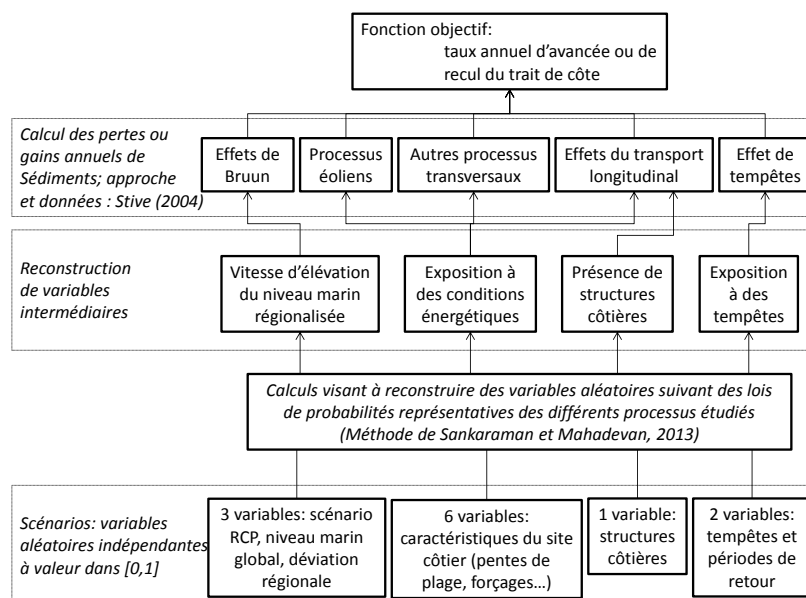 Fonction objectif:
taux annuel d'avancée ou de
recul du trait de côte
Calcul des pertes ou
gains annuels de
Sédiments; approche
et données : Stive (2004)
Effets de
Bruun
Processus
éoliens
Autres processus
transversaux
Effets du transport
longitudinal
Effet de
tempêtes
Reconstruction
de variables
intermédiaires
Vitesse d'élévation
du niveau marin
régionalisée
Exposition à
des conditions
énergétiques
Présence de
structures
côtières
Exposition
à des
tempêtes
Calculs visant à reconstruire des variables aléatoires suivant des lois
de probabilités représentatives des différents processus étudiés
(Méthode de Sankaraman et Mahadevan, 2013)
Scénarios: variables
aléatoires indépendantes
à valeur dans [0,1]
3 variables: scénario
RCP, niveau marin
global, déviation
régionale
6 variables:
caractéristiques du site
côtier (pentes de
plage, forçages…)
1 variable:
structures
côtières
2 variables:
tempêtes et
périodes de
retour